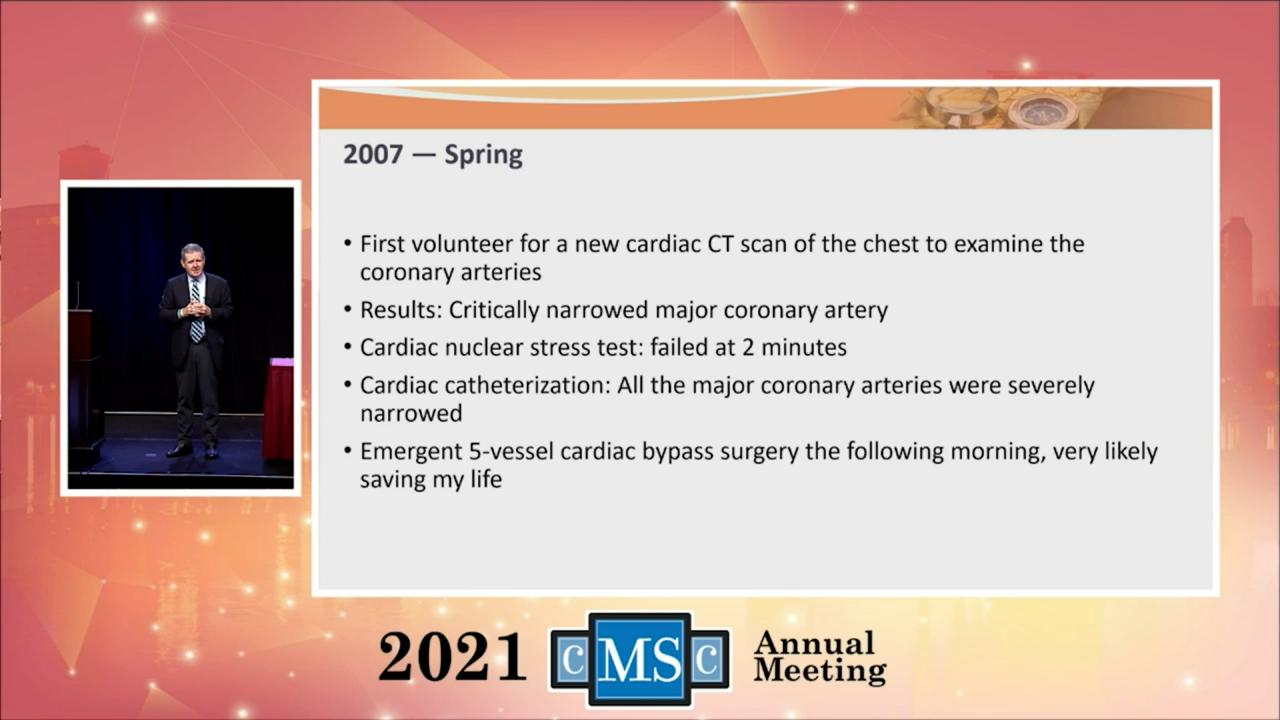 2007 — Spring
• First volunteer for a new cardiac CT scan of the chest to examine the
coronary arteries
• Results: Critically narrowed major coronary artery
• Cardiac nuclear stress test: failed at 2 minutes
• Cardiac catheterization: All the major coronary arteries were severely
narrowed
• Emergent 5-vessel cardiac bypass surgery the following morning, very likely
saving my life
2021 CMSC Annual
Meeting